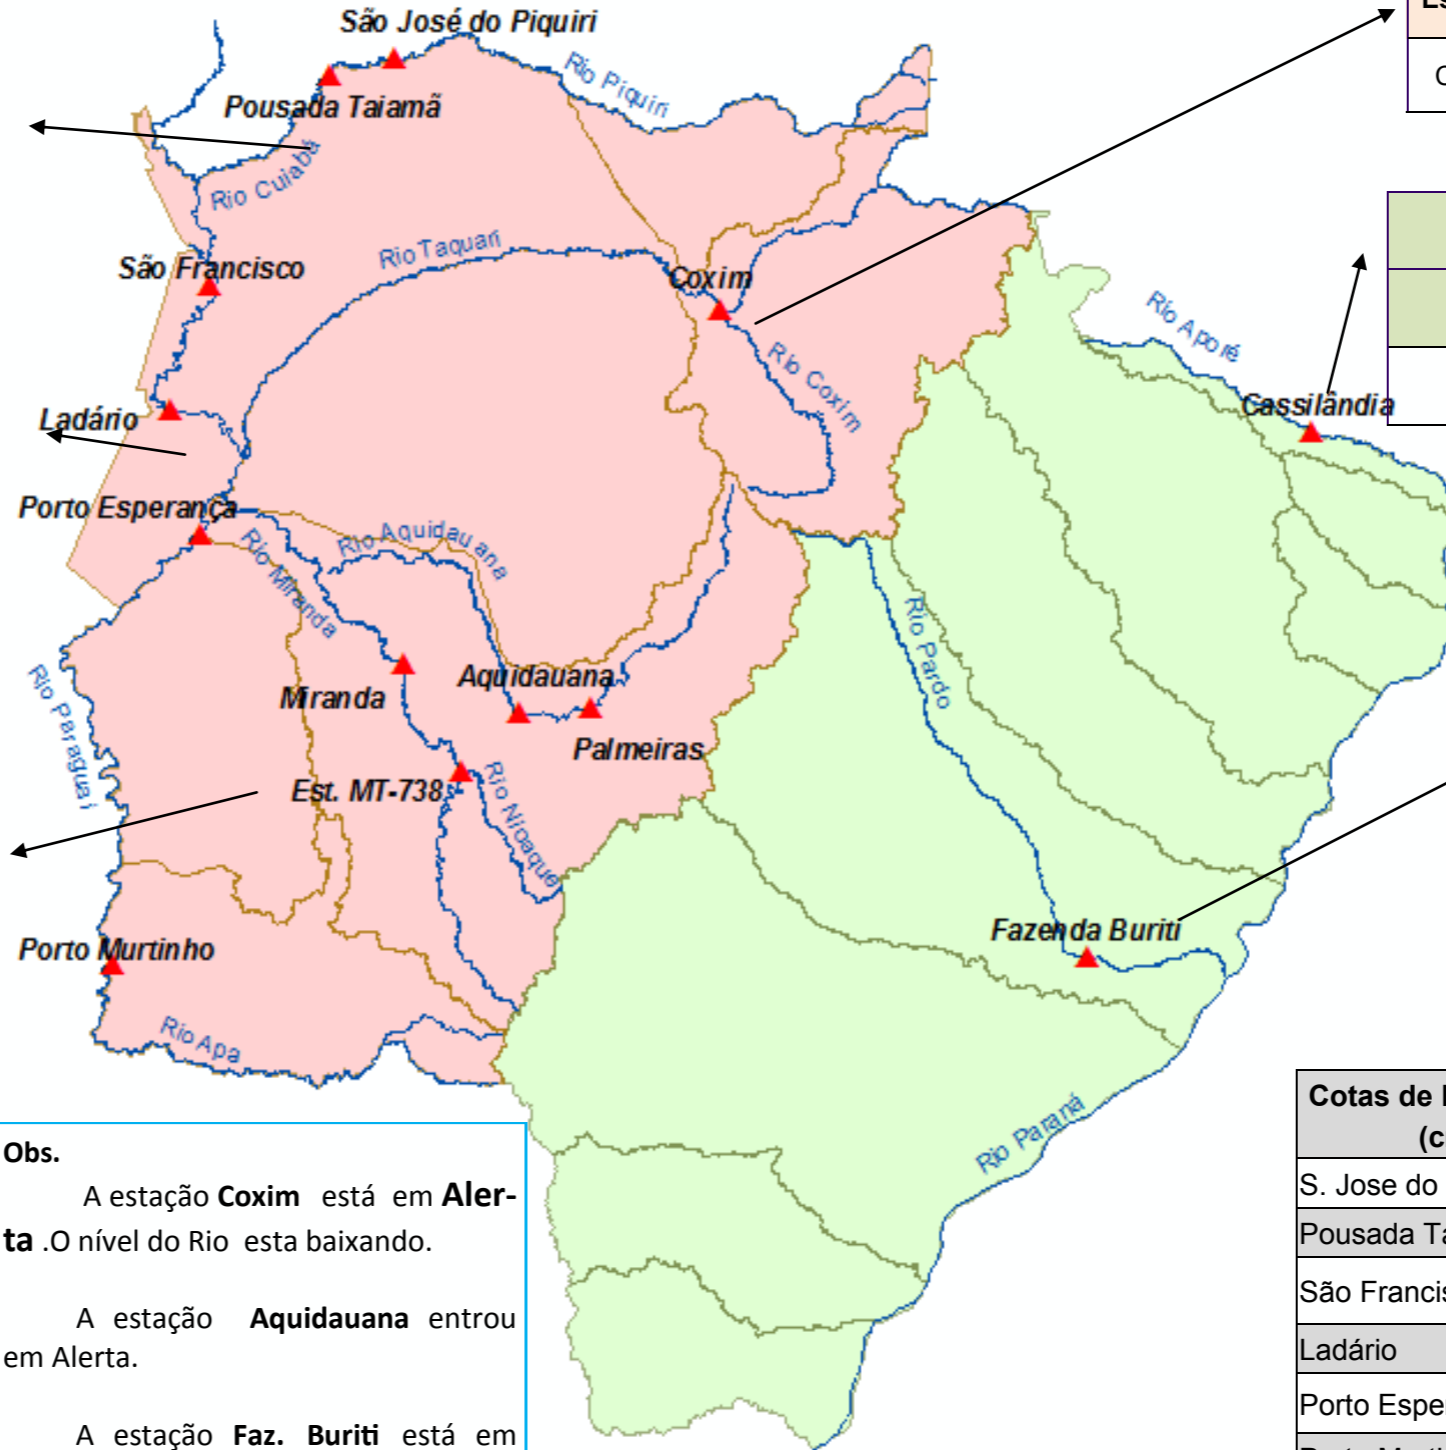 São José do Piquiri
Rio Piquiri
Pousada Taiamã
Rio Cuiabá
Rio Taquari
São Francisco
Coxim
Rio Aporé
Rio Coxim
Cassilândia
Ladário
Porto Esperança
Rio Aquidauana
Rio Miranda
Rio Pardo
Rio Paraguai
Aquidauana
Miranda
Palmeiras
Est. MT-738
Rio Nioaque
Fazenda Buriti
Porto Murtinho
Rio Apa
Rio Paraná
Obs.
A estação Coxim está em Aler-
ta .O nível do Rio esta baixando.
A estação Aquidauana entrou
em Alerta.
A estação Faz. Buriti está em
Cotas de
(c
S. Jose do
Pousada Ta
São Francis
Ladário
Porto Esper